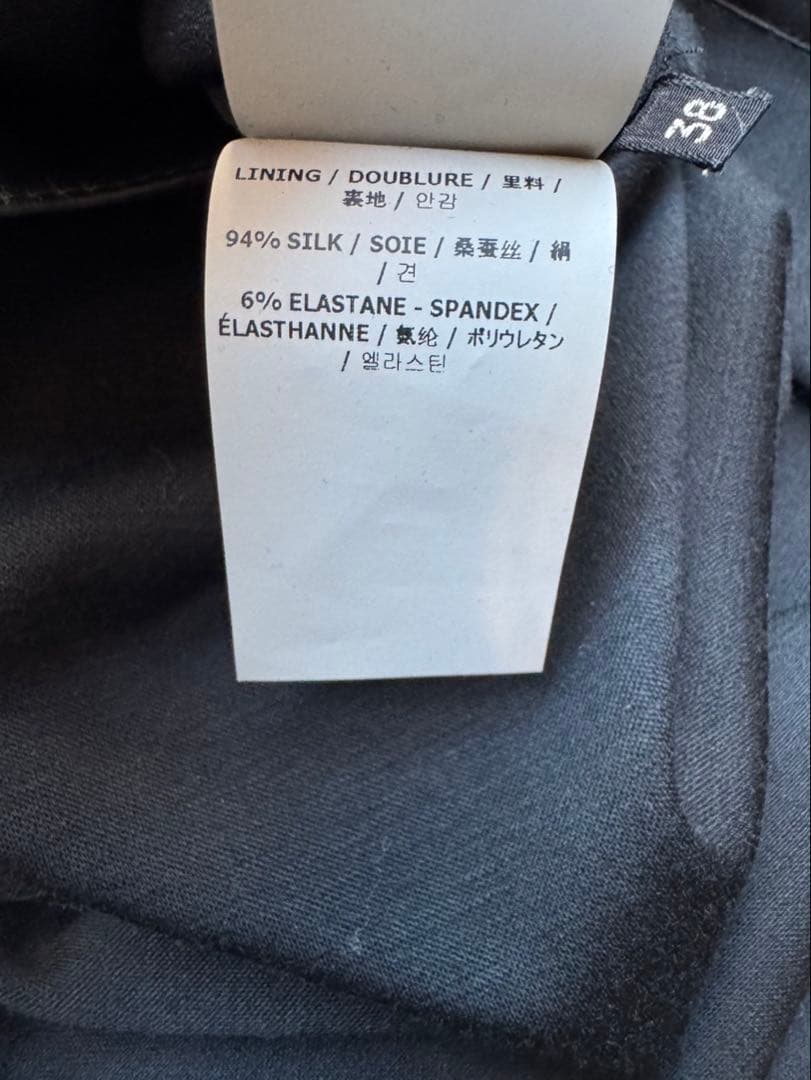 38
LINING / DOUBLURE / 里料 /
裏地 / 안감
94% SILK / SOIE / 桑蚕丝 / 絹
/ 견
6% ELASTANE - SPANDEX /
ÉLASTHANNE / 氨纶 / ポリウレタン
/ 엘라스틴